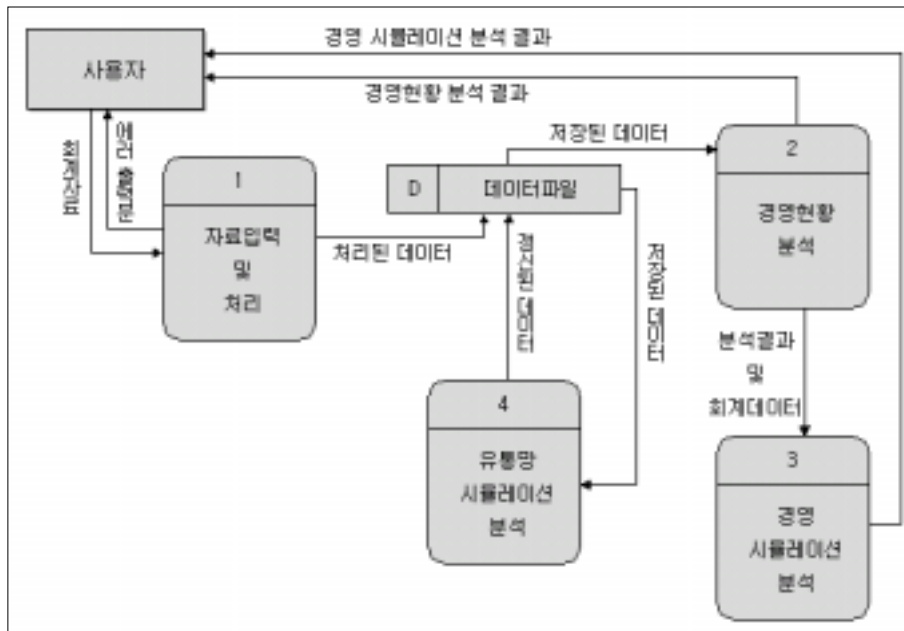 경영 시뮬레이션 분석 결과
사용자
경영현황 분석 결과
회계자료
에러 출력물
1
자료입력
및
처리
처리된 데이터
D
데이터파일
저장된 데이터
2
경영현황
분석
갱신된 데이터
저장된 데이터
분석결과
및
회계데이터
4
유통망
시뮬레이션
분석
3
경영
시뮬레이션
분석